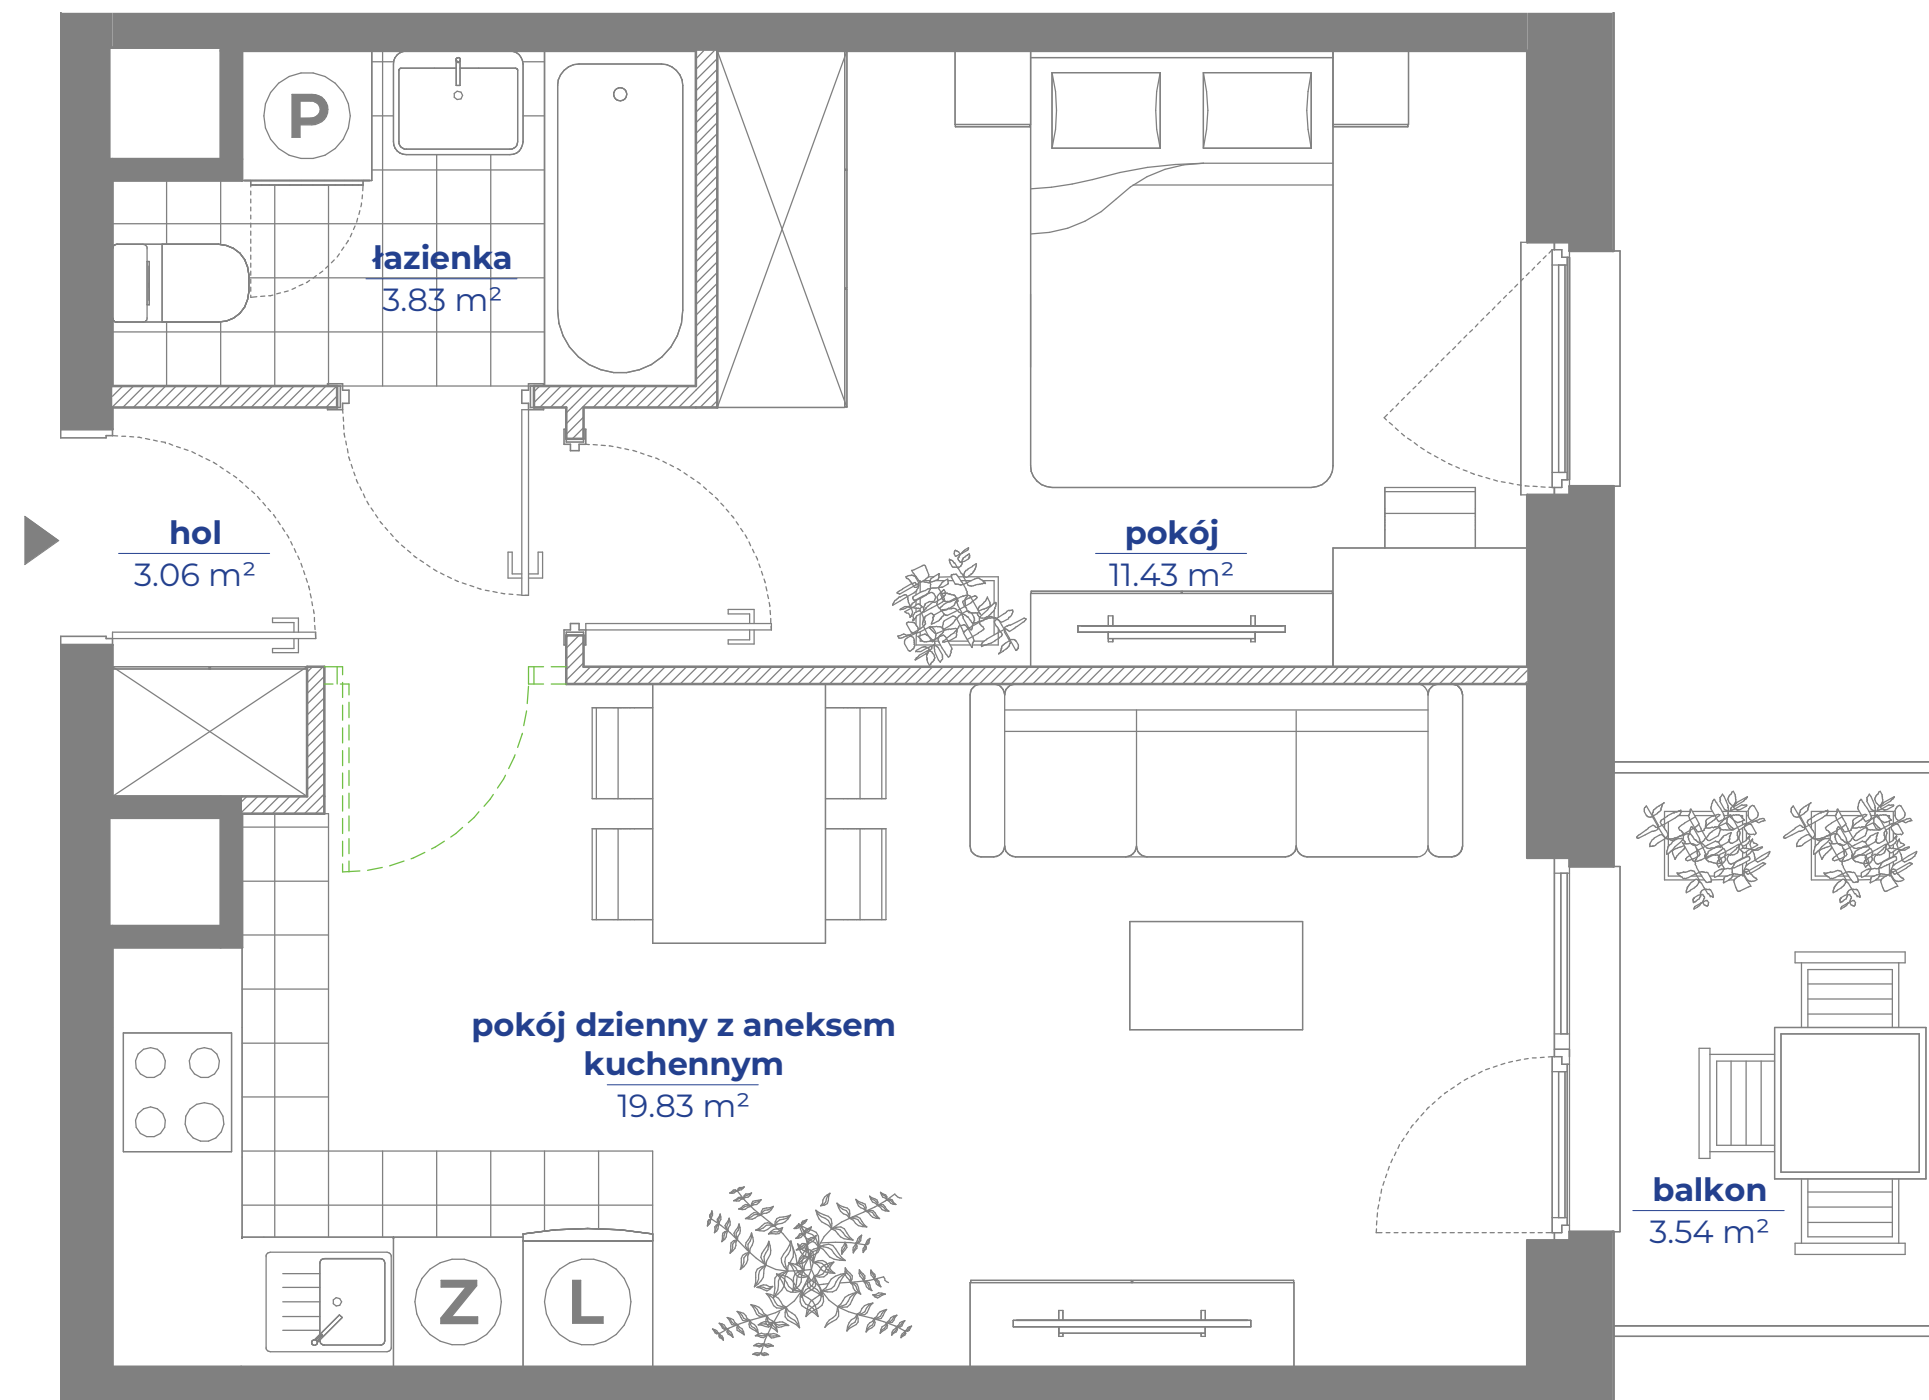 P
łazienka
3.83 m²
hol
3.06 m²
pokój
11.43 m²
pokój dzienny z aneksem
kuchennym
19.83 m²
balkon
3.54 m²
Z
L